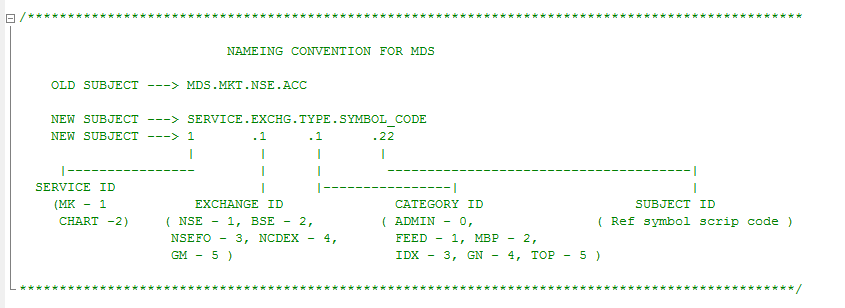 /*************************************************************************************************
NAMEING CONVENTION FOR MDS
OLD SUBJECT ---> MDS.MKT.NSE.ACC
NEW SUBJECT ---> SERVICE.EXCHG.TYPE.SYMBOL_CODE
NEW SUBJECT ---> 1 .1 .1 .22
| | | |
|---------------- | | --------------------------------------|
SERVICE ID | |----------------| |
(MK - 1 EXCHANGE ID CATEGORY ID SUBJECT ID
CHART -2) ( NSE - 1, BSE - 2, ( ADMIN - 0, ( Ref symbol scrip code )
NSEFO - 3, NCDEX - 4, FEED - 1, MBP - 2,
GM - 5 ) IDX - 3, GN - 4, TOP - 5 )
*************************************************************************************************/